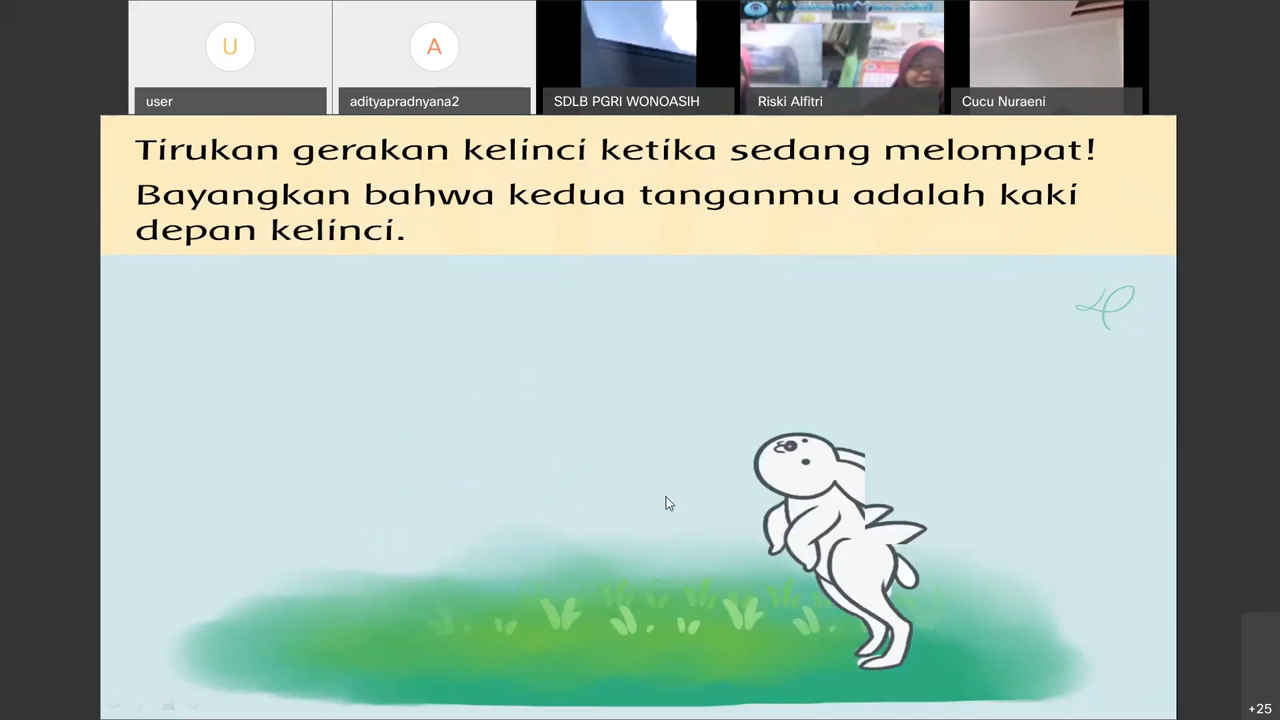 U
A
user
adityapradnyana2
SDLB PGRI WONOASIH
Riski Alfitri
Cucu Nuraeni
Tirukan gerakan kelinci ketika sedang melompat!
Bayangkan bahwa kedua tanganmu adalah kaki
depan kelinci.
+25